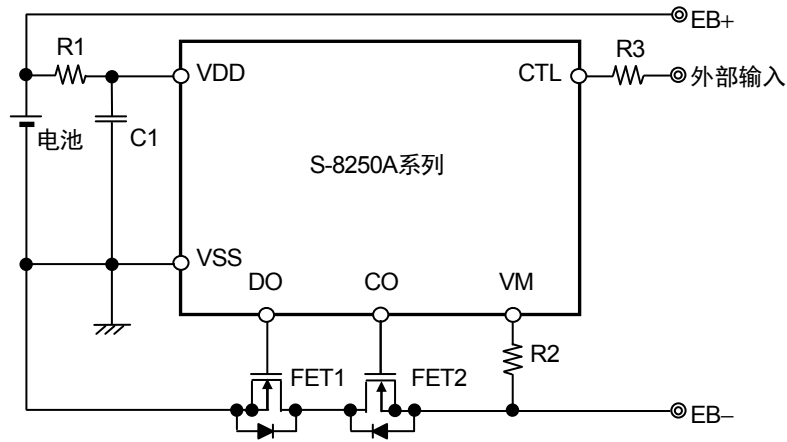 EB+
R1
R3
VDD
CTL
外部输入
电池
C1
S-8250A系列
VSS
DO
CO
VM
R2
FET1
FET2
EB−